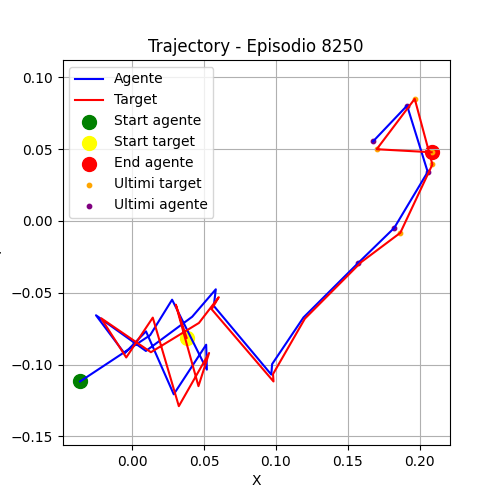 Trajectory - Episodio 8250
Agente
Target
Start agente
Start target
End agente
Ultimi target
Ultimi agente
0.10
0.05
0.00
−0.05
−0.10
−0.15
0.00
0.05
0.10
0.15
0.20
X